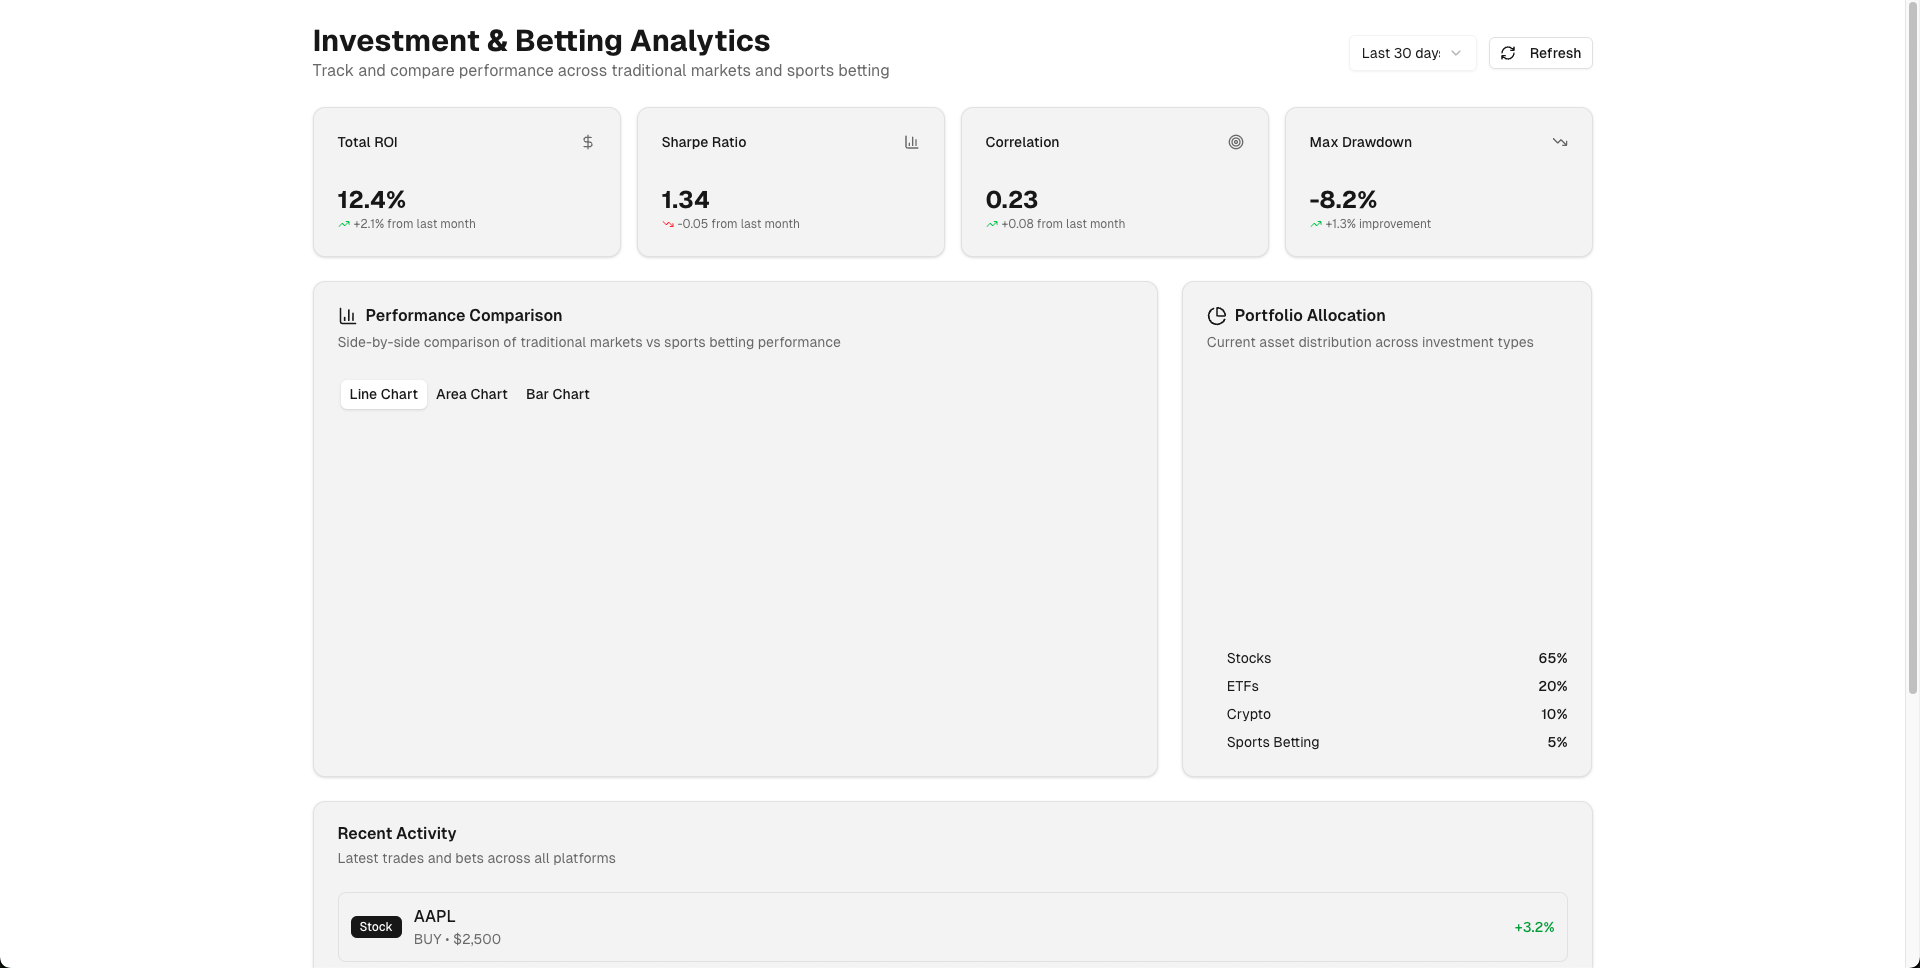 Investment & Betting Analytics
Track and compare performance across traditional markets and sports betting
Last 30 day
Refresh
Total ROI
12.4%
+2.1% from last month
Sharpe Ratio
1.34
-0.05 from last month
Correlation
0.23
+0.08 from last month
Max Drawdown
-8.2%
+1.3% improvement
Performance Comparison
Side-by-side comparison of traditional markets vs sports betting performance
Line Chart
Area Chart
Bar Chart
Portfolio Allocation
Current asset distribution across investment types
Stocks 65%
ETFs 20%
Crypto 10%
Sports Betting 5%
Recent Activity
Latest trades and bets across all platforms
Stock
AAPL
BUY • $2,500
+3.2%